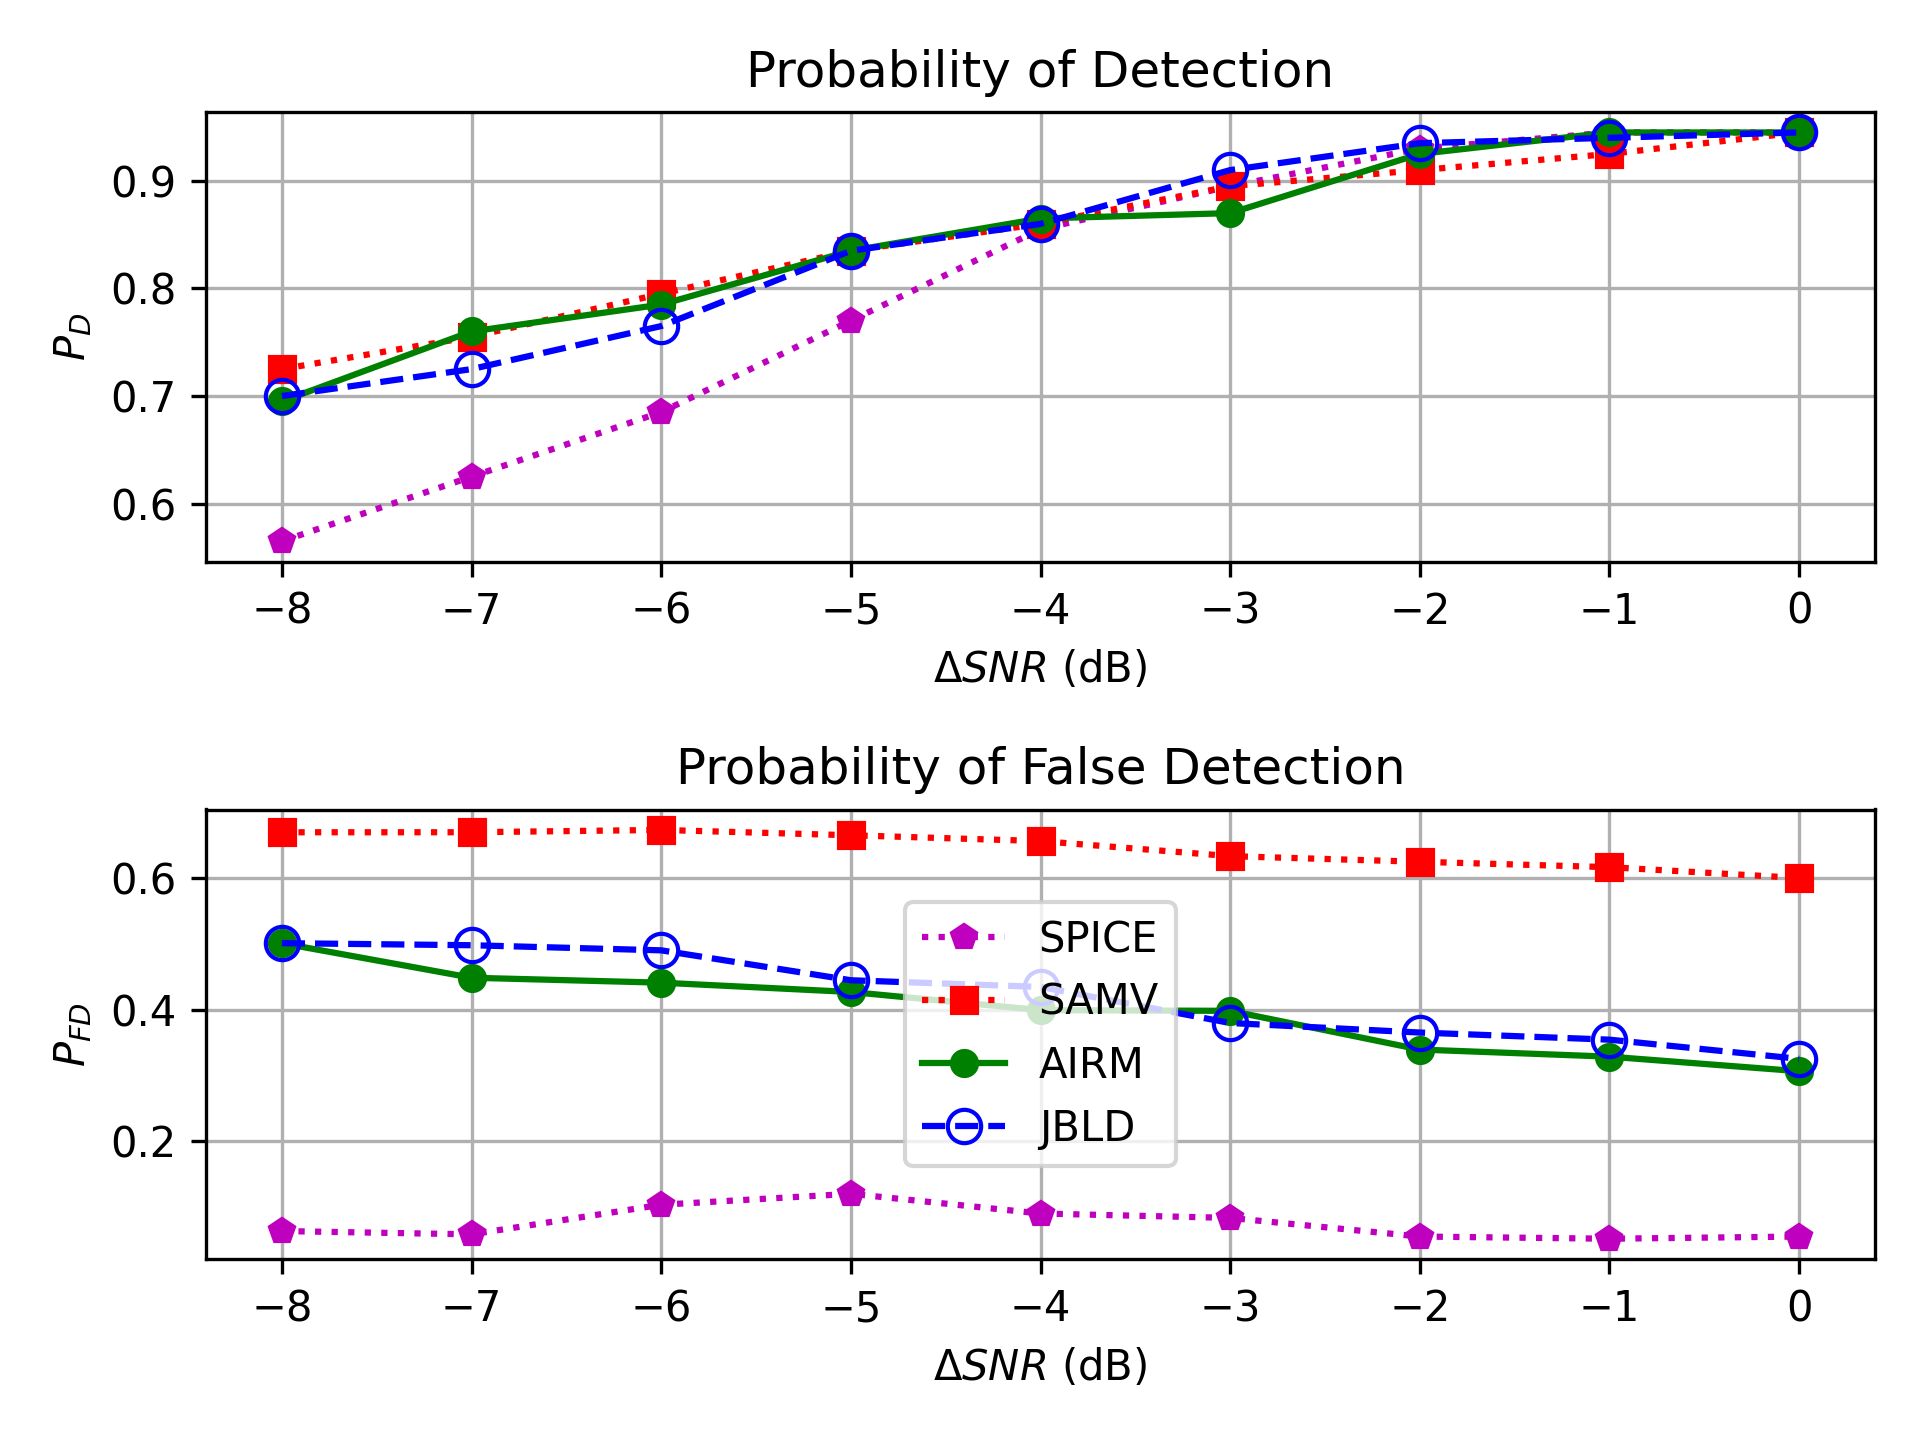 Probability of Detection
0.9
0.8
0.7
0.6
P_D
−8 −7 −6 −5 −4 −3 −2 −1 0
ΔSNR (dB)
Probability of False Detection
0.6
0.4
0.2
P_FD
SPICE
SAMV
AIRM
JBLD
−8 −7 −6 −5 −4 −3 −2 −1 0
ΔSNR (dB)